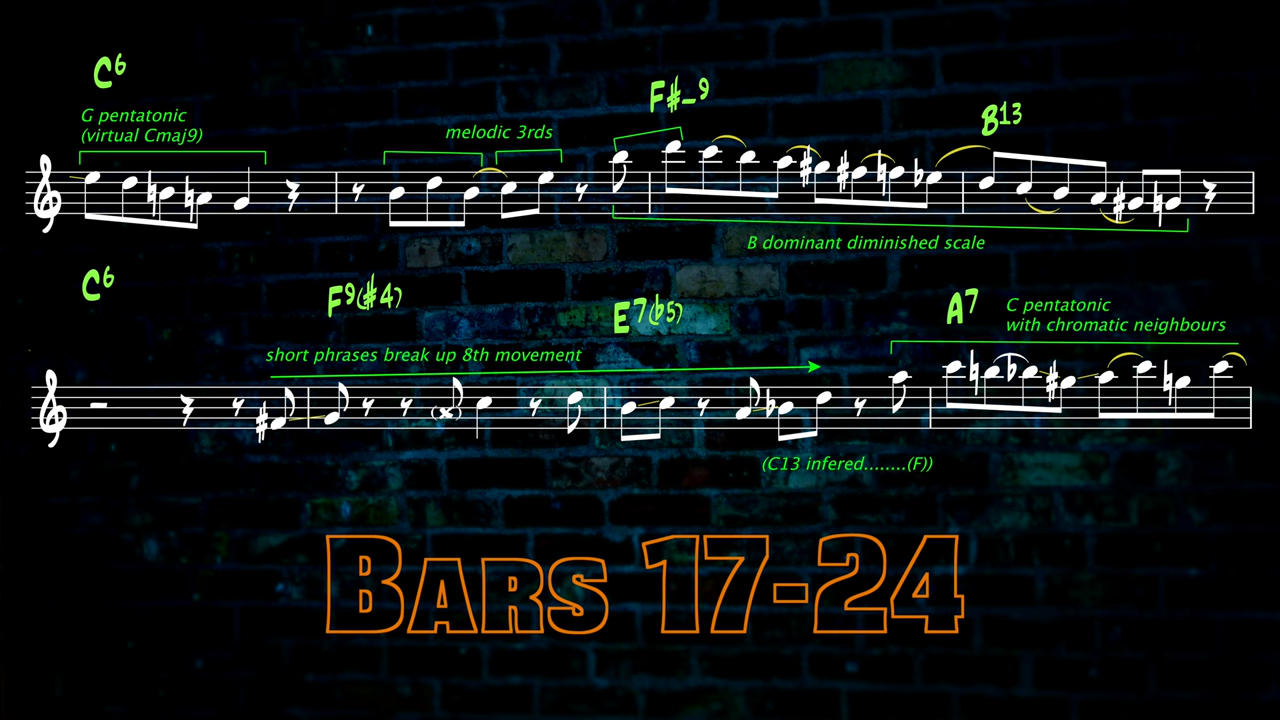 C6
G pentatonic
(virtual Cmaj9)
melodic 3rds
F#-9
B13
B dominant diminished scale
C6
F9(#4)
E7(b5)
A7
C pentatonic
with chromatic neighbours
short phrases break up 8th movement
(C13 infered........(F))
Bars 17-24